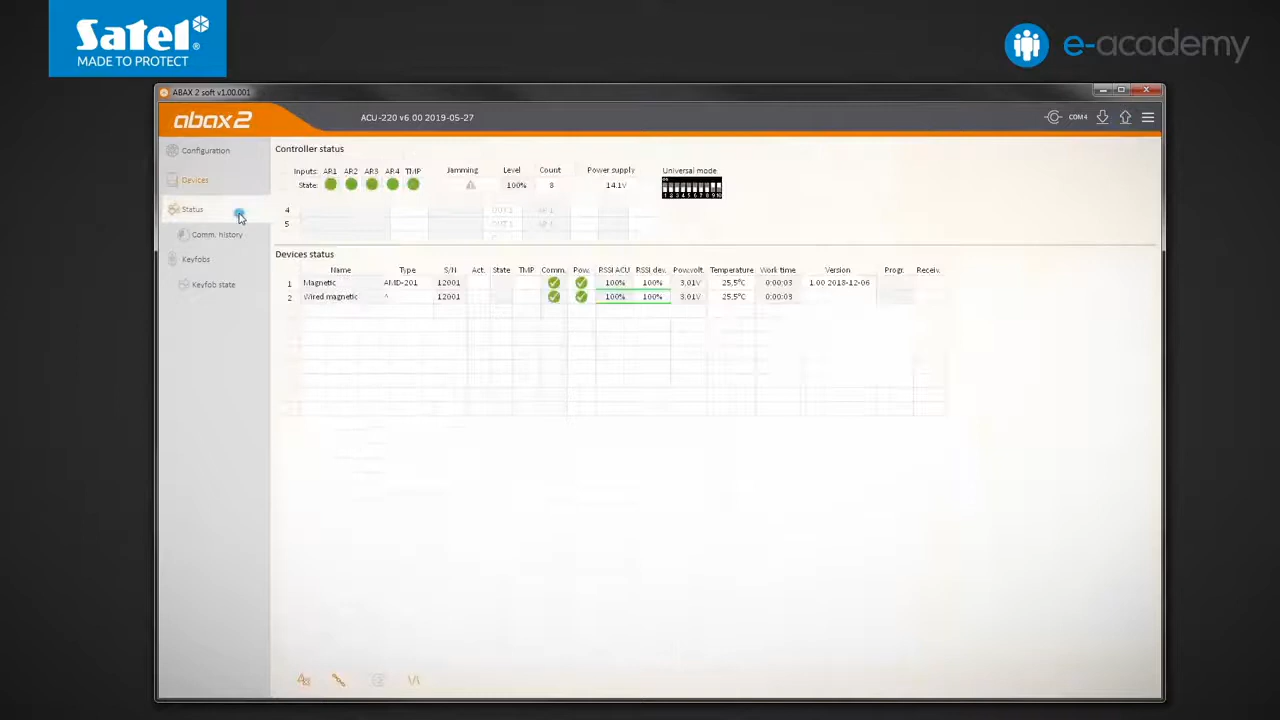 Satel®
MADE TO PROTECT
e-academy
ABAX 2 soft v1.00.001
abax2
ACU-220 v6 00 2019-05-27
COM4
Configuration
Devices
Status
Comm. history
Keyfobs
Keyfob state
Controller status
Inputs: AR1 AR2 AR3 AR4 TMP Jamming Level Count Power supply Universal mode
State: 100% 8 14.1V
4
5
Devices status
Name Type S/N Act. State TMP Comm. Pow. RSSI ACU RSSI dev. Pow.volt. Temperature Work time Version Progr. Receiv.
1 Magnetic AMD-201 12001 100% 100% 3,01V 25,5°C 0:00:03 1.00 2018-12-06
2 Wired magnetic ^ 12001 100% 100% 3,01V 25.5°C 0:00:03